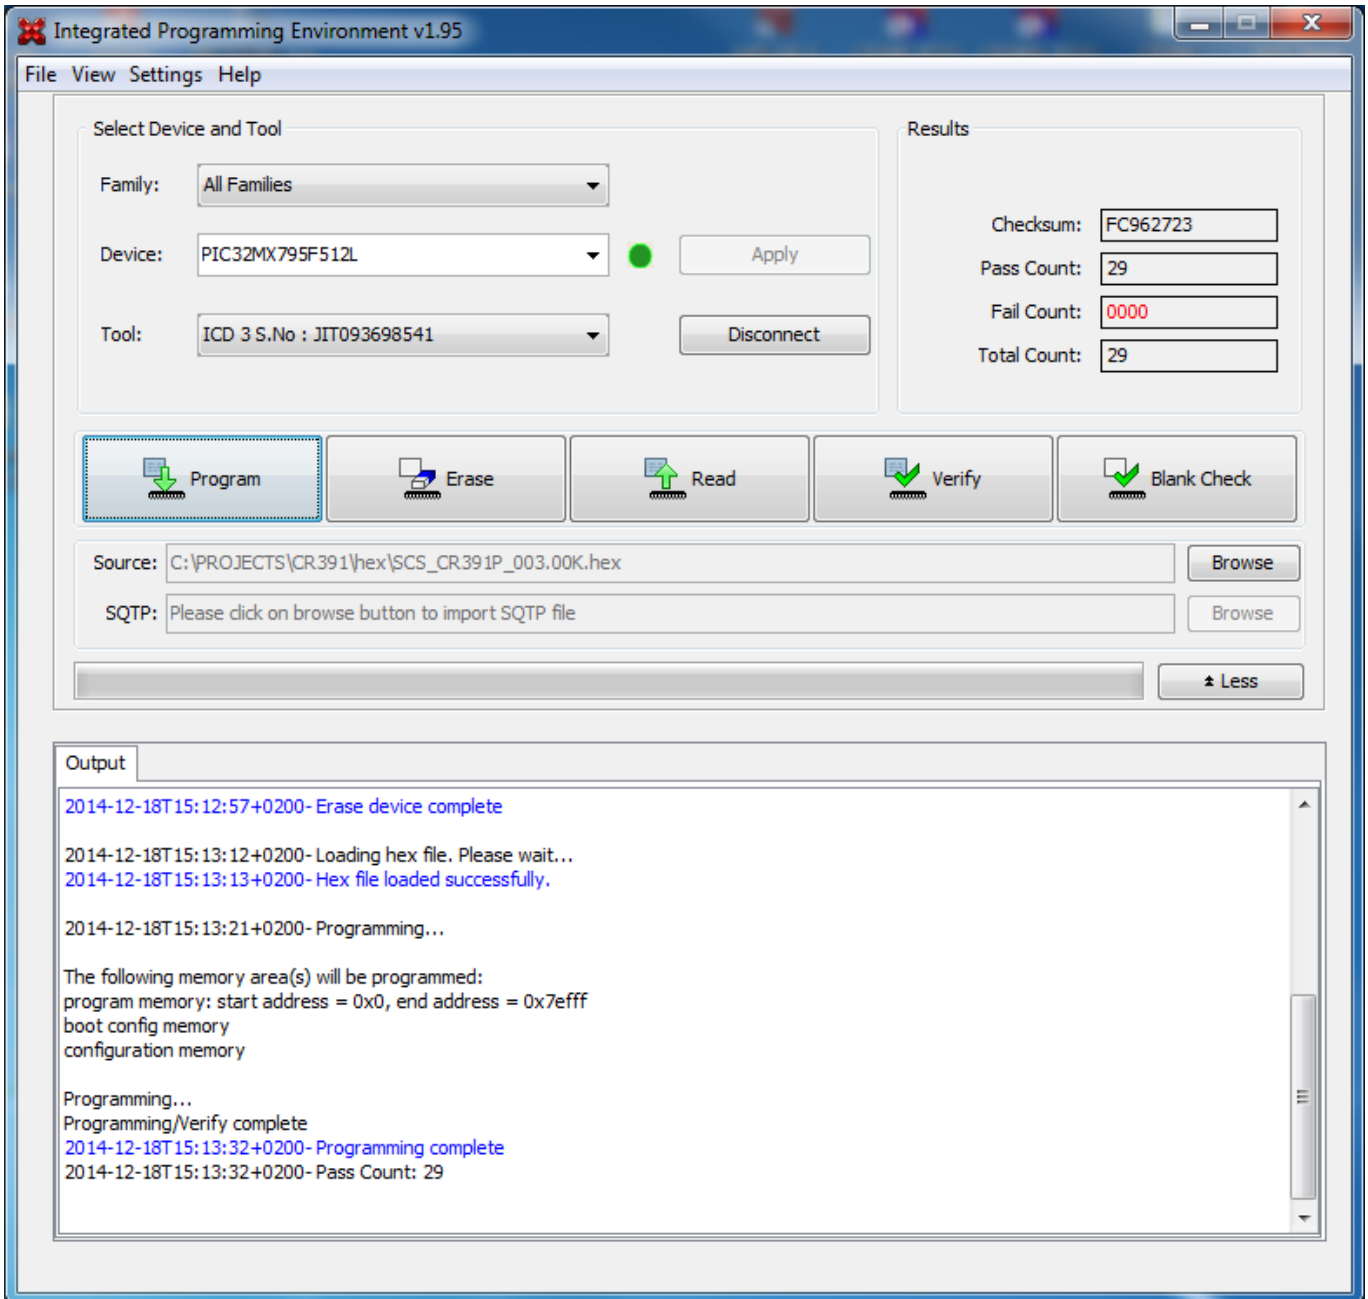 Integrated Programming Environment v1.95
File View Settings Help
Select Device and Tool
Family: All Families
Device: PIC32MX795F512L
Apply
Tool: ICD 3 S.No : JIT093698541
Disconnect
Results
Checksum: FC962723
Pass Count: 29
Fail Count: 0000
Total Count: 29
Program Erase Read Verify Blank Check
Source: C:\PROJECTS\CR391\hex\SCS_CR391P_003.00K.hex Browse
SQTP: Please click on browse button to import SQTP file Browse
Less
Output
2014-12-18T15:12:57+0200- Erase device complete
2014-12-18T15:13:12+0200- Loading hex file. Please wait...
2014-12-18T15:13:13+0200- Hex file loaded successfully.
2014-12-18T15:13:21+0200- Programming...
The following memory area(s) will be programmed:
program memory: start address = 0x0, end address = 0x7efff
boot config memory
configuration memory
Programming...
Programming/Verify complete
2014-12-18T15:13:32+0200- Programming complete
2014-12-18T15:13:32+0200- Pass Count: 29